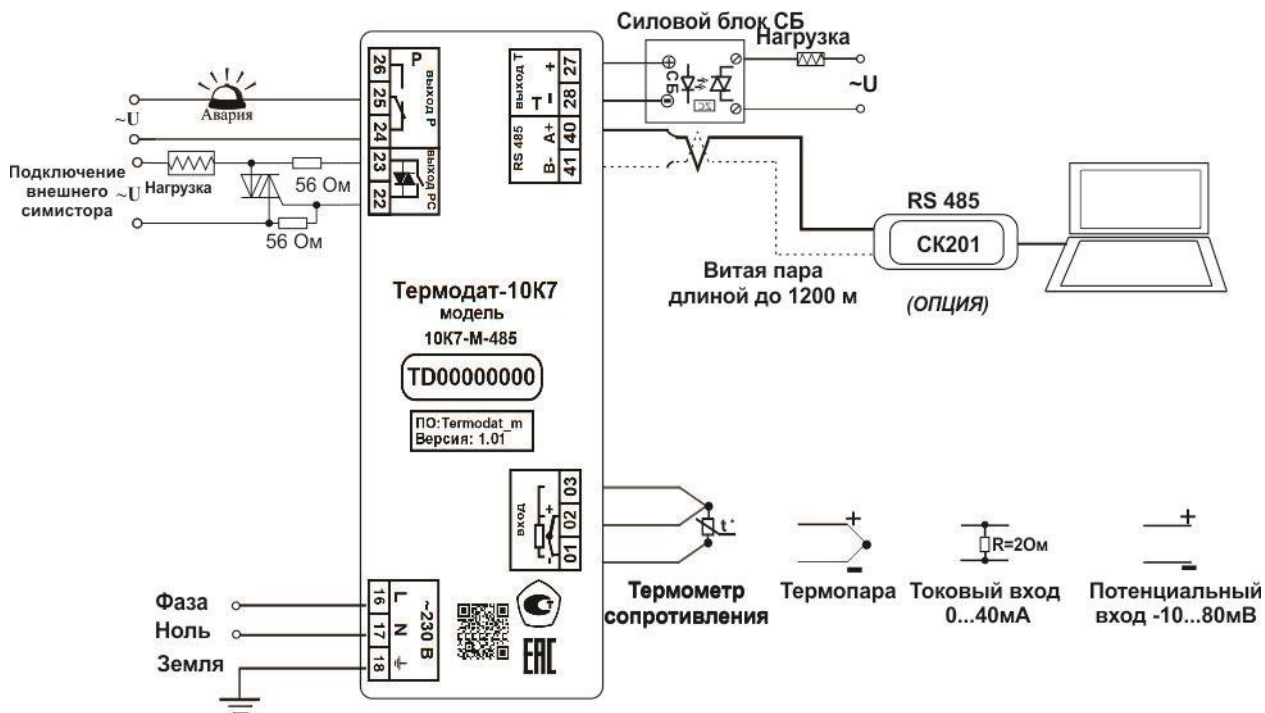 Силовой блок СБ
Нагрузка
~U
СБ
ZC
Авария
~U
Подключение
внешнего
симистора
~U
Нагрузка
56 Ом
56 Ом
26
25
24
23
22
P
выход P
выход PC
27
28
40
41
выход T
T
+
–
RS 485
A+
B-
RS 485
СК201
(ОПЦИЯ)
Витая пара
длиной до 1200 м
Термодат-10К7
модель
10К7-М-485
TD00000000
ПО:Termodat_m
Версия: 1.01
вход
+
-
03
02
01
t°
Термометр
сопротивления
+
–
Термопара
R=2Ом
Токовый вход
0...40мА
+
–
Потенциальный
вход -10...80мВ
Фаза
Ноль
Земля
16
17
18
L
N
~230 В
ЕАС